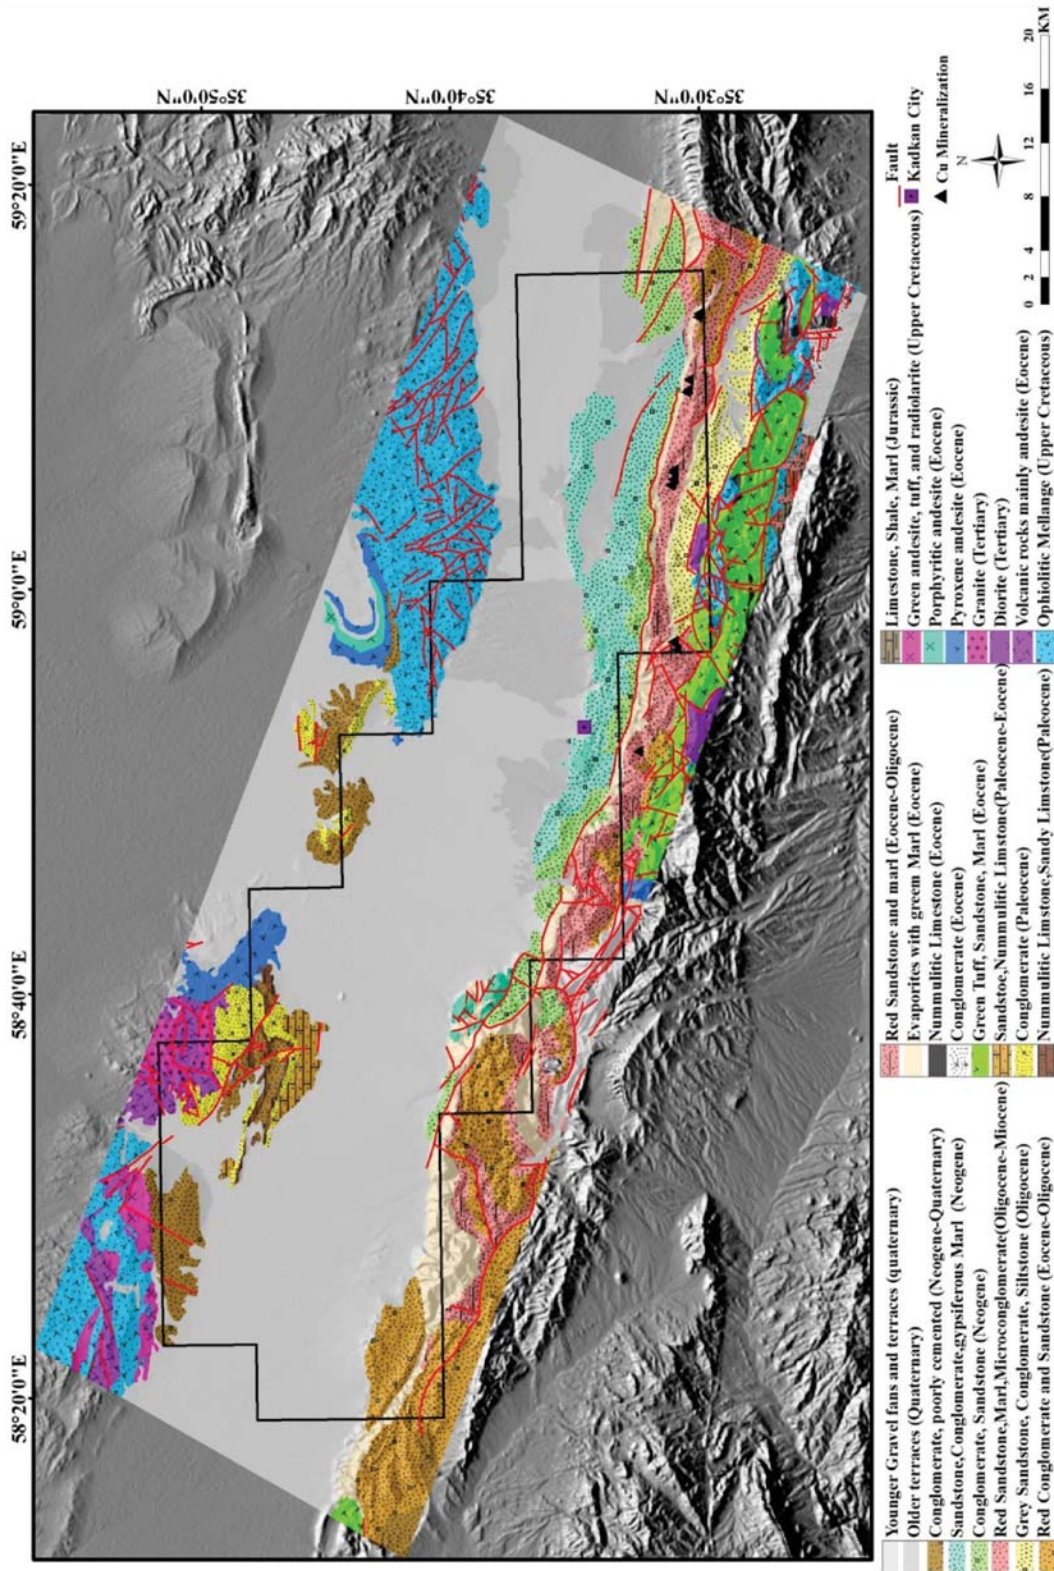 59°20'0"E
59°0'0"E
58°40'0"E
58°20'0"E
35°50'0"N
35°40'0"N
35°30'0"N
Younger Gravel fans and terraces (quaternary)
Older terraces (Quaternary)
Conglomerate, poorly cemented (Neogene-Quaternary)
Sandstone,Conglomerate,gypsiferous Marl (Neogene)
Conglomerate, Sandstone (Neogene)
Red Sandstone,Marl,Microconglomerate(Oligocene-Miocene)
Grey Sandstone, Conglomerate, Siltstone (Oligocene)
Red Conglomerate and Sandstone (Eocene-Oligocene)
Red Sandstone and marl (Eocene-Oligocene)
Evaporites with greem Marl (Eocene)
Nummulitic Limestone (Eocene)
Conglomerate (Eocene)
Green Tuff, Sandstone, Marl (Eocene)
Sandstoe,Nummulitic Limstone(Paleocene-Eocene)
Conglomerate (Paleocene)
Nummulitic Limstone,Sandy Limstone(Paleocene)
Limestone, Shale, Marl (Jurassic)
Green andesite, tuff, and radiolarite (Upper Cretaceous)
Porphyritic andesite (Eocene)
Pyroxene andesite (Eocene)
Granite (Tertiary)
Diorite (Tertiary)
Volcanic rocks mainly andesite (Eocene)
Ophiolitic Mellange (Upper Cretaceous)
Fault
Kadkan City
Cu Mineralization
N
0 2 4 8 12 16 20
KM